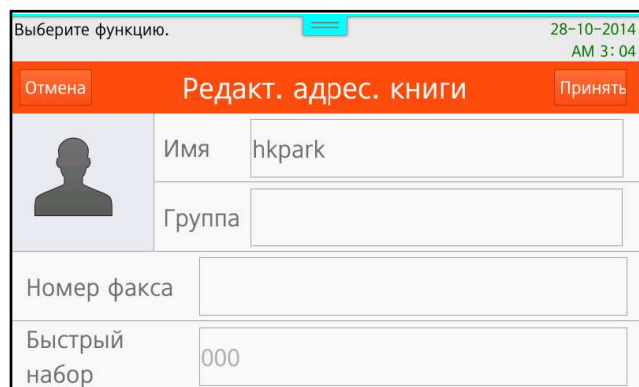 Выберите функцию.
28-10-2014
AM 3:04
Отмена
Редакт. адрес. книги
Принять
Имя
hkpark
Группа
Номер факса
Быстрый
набор
000